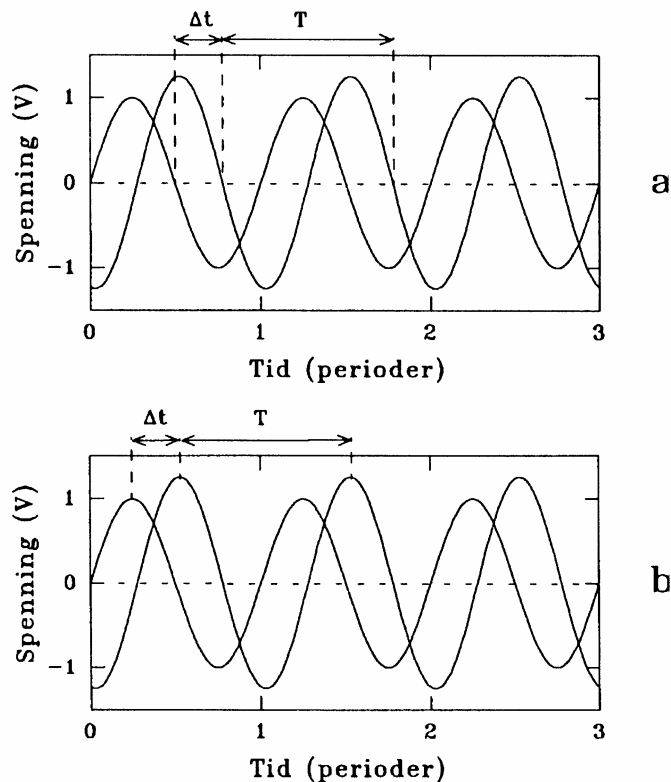 Δt T
1
0
-1
Spenning (V)
0 1 2 3
Tid (perioder)
a
Δt T
1
0
-1
Spenning (V)
0 1 2 3
Tid (perioder)
b